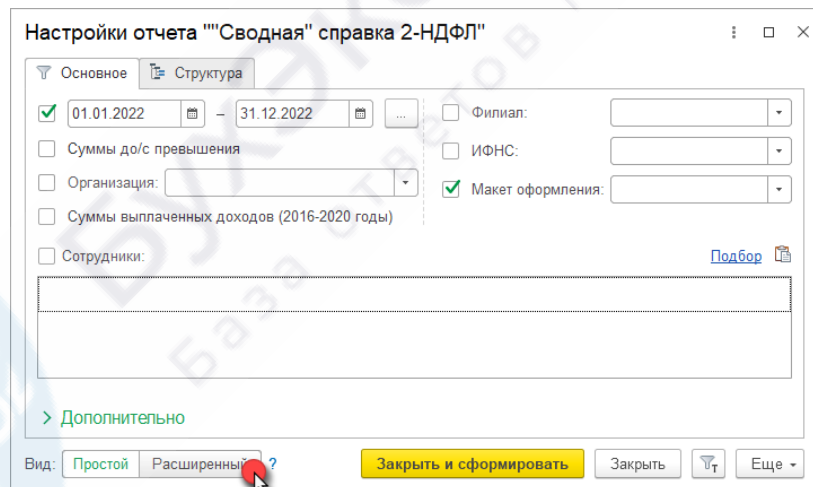 Настройки отчета ""Сводная" справка 2-НДФЛ"
Основное
Структура
01.01.2022 – 31.12.2022 ...
Филиал:
Суммы до/с превышения
ИФНС:
Организация:
Макет оформления:
Суммы выплаченных доходов (2016-2020 годы)
Сотрудники:
Подбор
Дополнительно
Вид: Простой Расширенный ? Закрыть и сформировать Закрыть Еще
База ответов